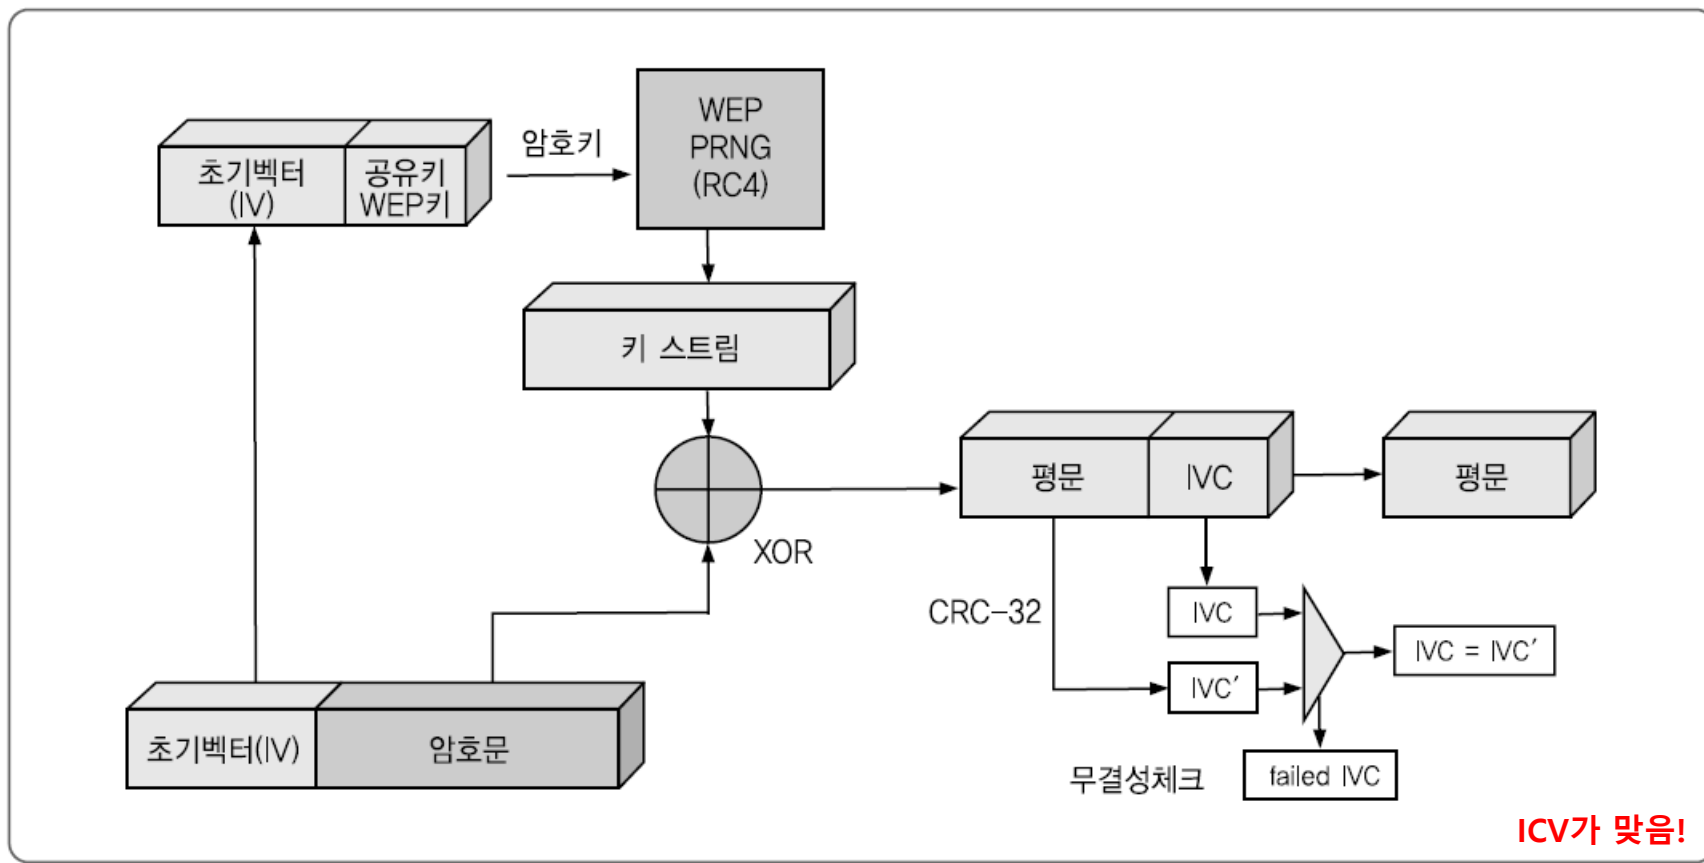 WEP
PRNG
(RC4)
암호키
초기벡터
(IV)
공유키
WEP키
키 스트림
XOR
평문
IVC
평문
CRC-32
IVC
IVC'
IVC = IVC'
failed IVC
무결성체크
초기벡터(IV)
암호문
ICV가 맞음!